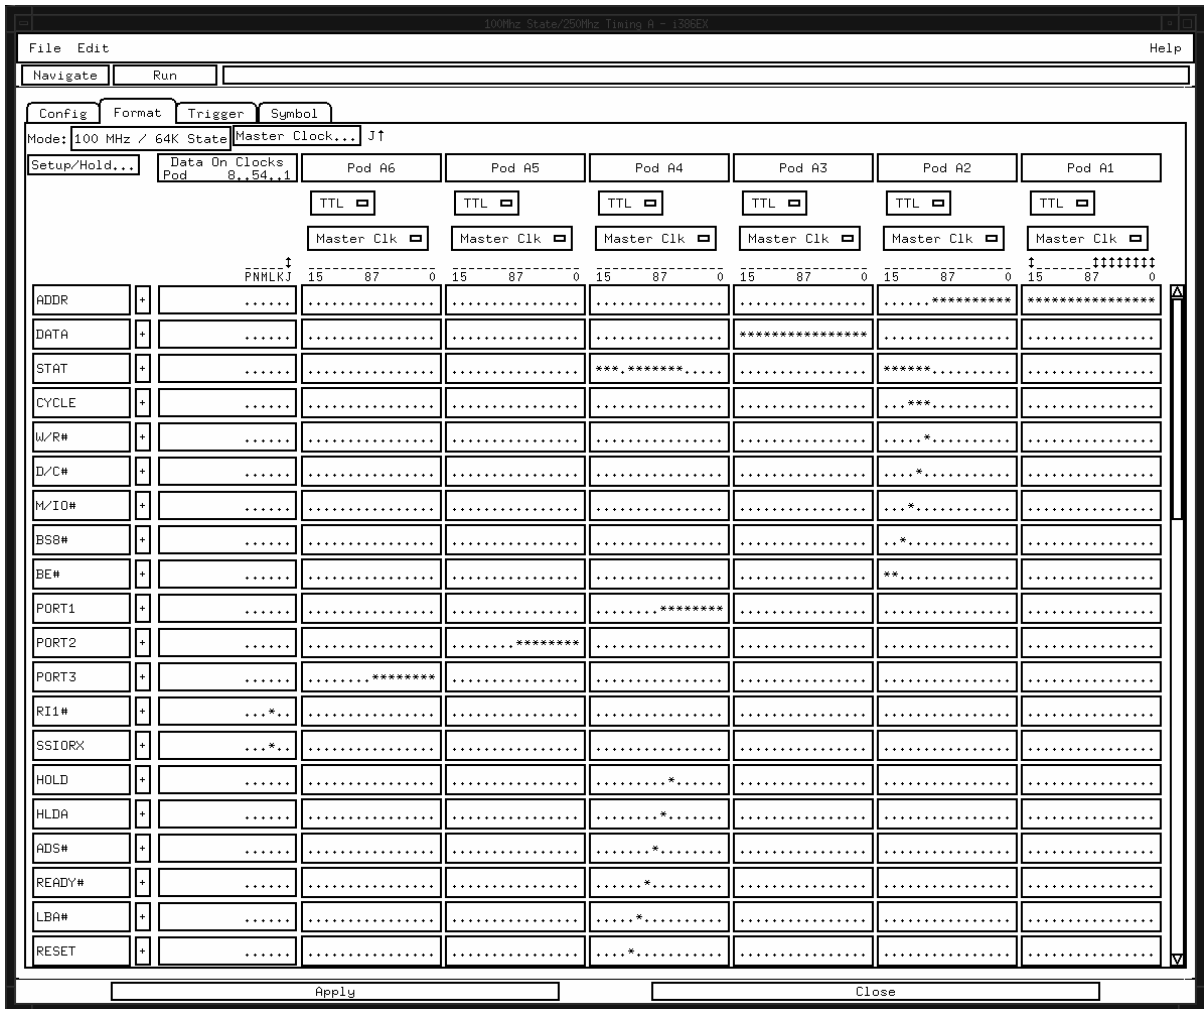 100Mhz State/250Mhz Timing A - i386EX
File Edit Help
Navigate Run
Config Format Trigger Symbol
Mode: 100 MHz / 64K State Master Clock... J↑
Setup/Hold... Data On Clocks Pod A6 Pod A5 Pod A4 Pod A3 Pod A2 Pod A1
Pod 8..54..1
TTL TTL TTL TTL TTL TTL
Master Clk Master Clk Master Clk Master Clk Master Clk Master Clk
↕ ↕ ↕↕↕↕↕↕↕↕
PNMLKJ 15 87 0 15 87 0 15 87 0 15 87 0 15 87 0 15 87 0
ADDR + ...... ................ ................ ................ ................ ......********** ****************
DATA + ...... ................ ................ ................ **************** ................ ................
STAT + ...... ................ ................ ***.*******..... ................ ******.......... ................
CYCLE + ...... ................ ................ ................ ................ ...***.......... ................
W/R# + ...... ................ ................ ................ ................ .....*.......... ................
D/C# + ...... ................ ................ ................ ................ ....*........... ................
M/IO# + ...... ................ ................ ................ ................ ...*............ ................
BS8# + ...... ................ ................ ................ ................ ..*............. ................
BE# + ...... ................ ................ ................ ................ **.............. ................
PORT1 + ...... ................ ................ ........******** ................ ................ ................
PORT2 + ...... ................ ........******** ................ ................ ................ ................
PORT3 + ...... ........******** ................ ................ ................ ................ ................
RI1# + ...*.. ................ ................ ................ ................ ................ ................
SSIORX + ...*.. ................ ................ ................ ................ ................ ................
HOLD + ...... ................ ................ .........*...... ................ ................ ................
HLDA + ...... ................ ................ ........*....... ................ ................ ................
ADS# + ...... ................ ................ .......*........ ................ ................ ................
READY# + ...... ................ ................ ......*......... ................ ................ ................
LBA# + ...... ................ ................ .....*.......... ................ ................ ................
RESET + ...... ................ ................ ....*........... ................ ................ ................
Apply Close